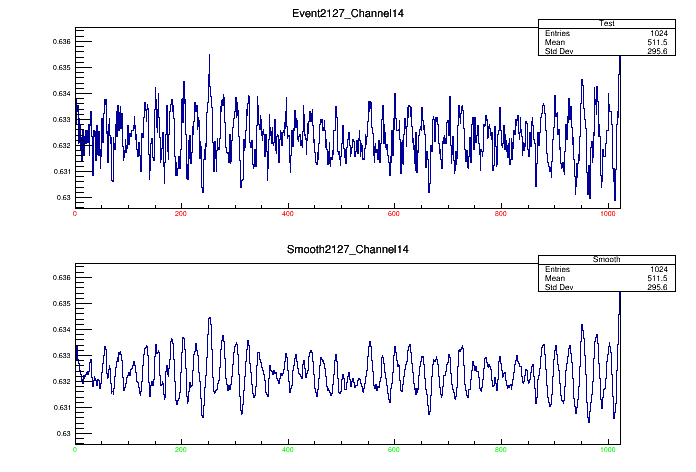 Event2127_Channel14
Test
Entries 1024
Mean 511.5
Std Dev 295.6
0.636
0.635
0.634
0.633
0.632
0.631
0.63
0 200 400 600 800 1000
Smooth2127_Channel14
Smooth
Entries 1024
Mean 511.5
Std Dev 295.6
0.636
0.635
0.634
0.633
0.632
0.631
0.63
0 200 400 600 800 1000